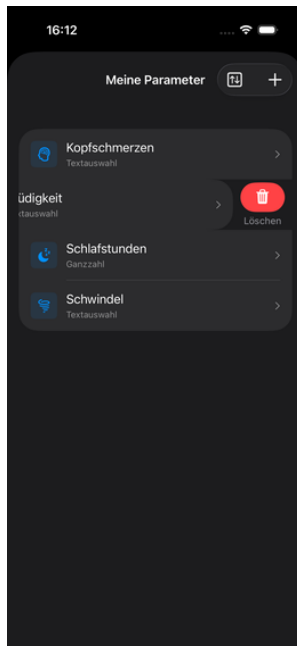 16:12
Meine Parameter
Kopfschmerzen
Textauswahl
üdigkeit
xtauswahl
Löschen
Schlafstunden
Ganzzahl
Schwindel
Textauswahl